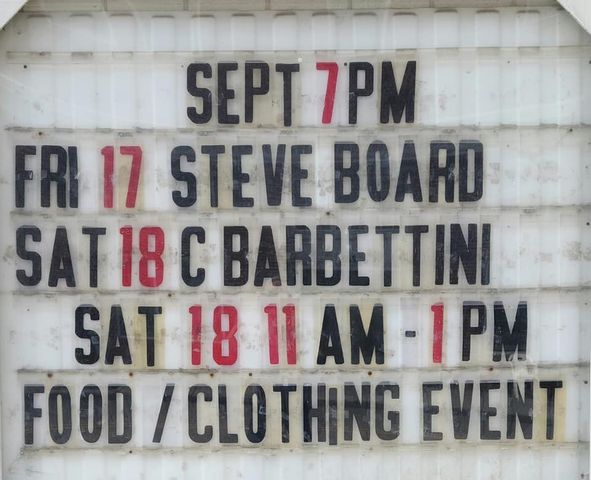 SEPT 7PM
FRI 17 STEVE BOARD
SAT 18 C BARBETTINI
SAT 18 11 AM - 1 PM
FOOD / CLOTHING EVENT